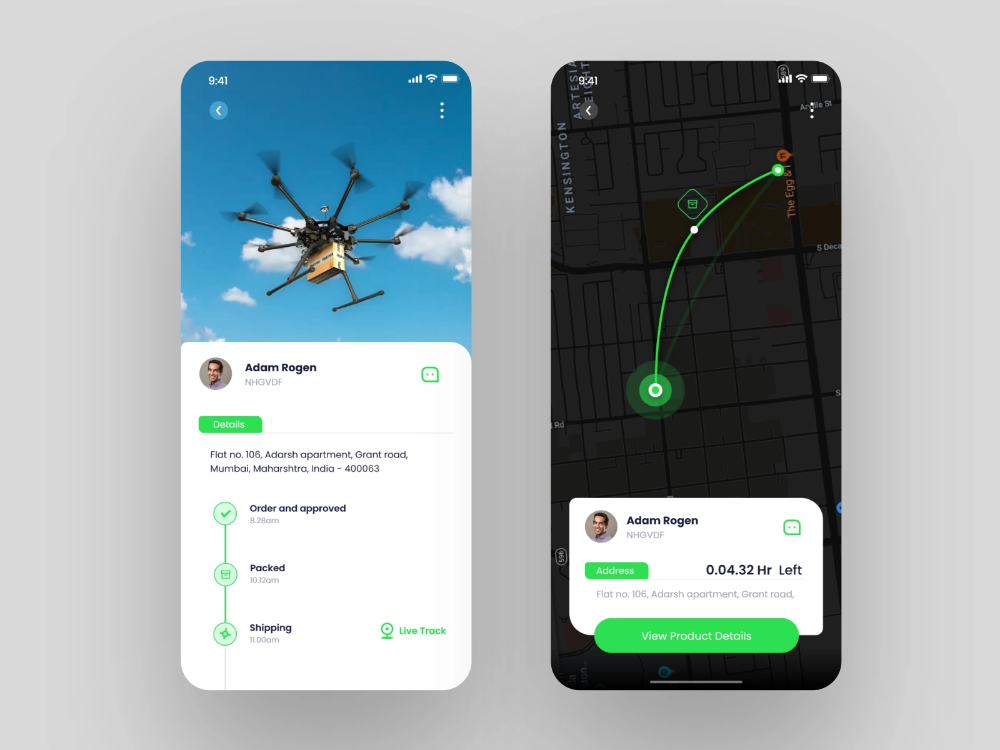 9:41
Adam Rogen
NHGVDF
Details
Flat no. 106, Adarsh apartment, Grant road,
Mumbai, Maharshtra, India - 400063
Order and approved
8.28am
Packed
10.12am
Shipping
11.00am
Live Track
9:41
ARTESIA
KENSINGTON
The Egg & I
S Deca
Rd
Adam Rogen
NHGVDF
Address
0.04.32 Hr Left
Flat no. 106, Adarsh apartment, Grant road,
View Product Details